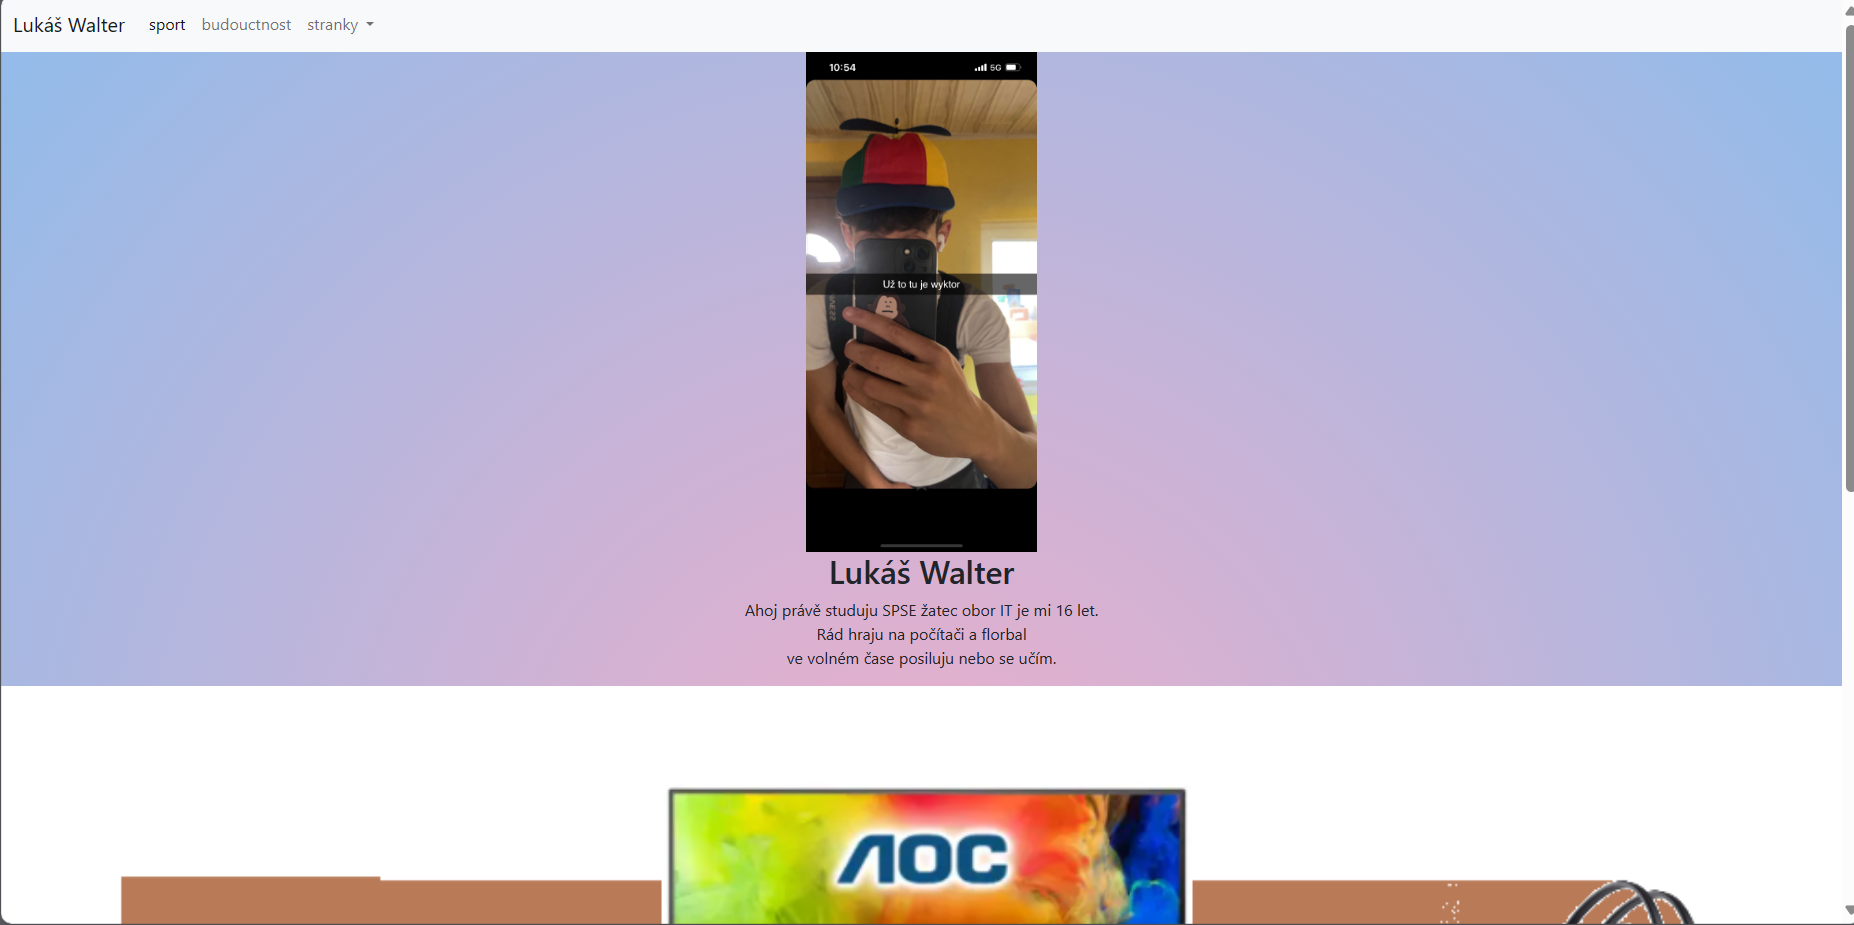 Lukáš Walter sport budouctnost stranky
10:54 5G
Už to tu je wyktor
Lukáš Walter
Ahoj právě studuju SPSE žatec obor IT je mi 16 let.
Rád hraju na počítači a florbal
ve volném čase posiluju nebo se učím.
AOC